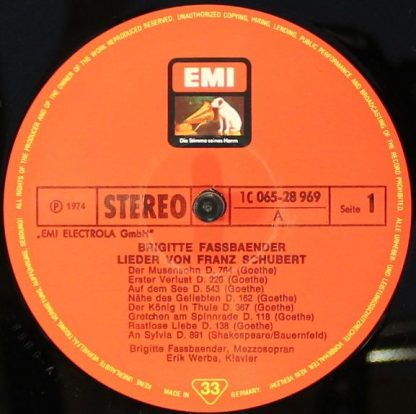 ALL RIGHTS OF THE PRODUCER AND OF THE OWNER OF THE WORK REPRODUCED RESERVED. UNAUTHORIZED COPYING, HIRING, LENDING, PUBLIC PERFORMANCE AND BROADCASTING OF THE RECORD PROHIBITED.
EMI
Die Stimme seines Herrn
℗ 1974
STEREO
1C 065-28 969
A
Seite 1
„EMI ELECTROLA GmbH"
BRIGITTE FASSBAENDER
LIEDER VON FRANZ SCHUBERT
Der Musensohn D. 764 (Goethe)
Erster Verlust D. 226 (Goethe)
Auf dem See D. 543 (Goethe)
Nähe des Geliebten D. 162 (Goethe)
Der König in Thule D. 367 (Goethe)
Gretchen am Spinnrade D. 118 (Goethe)
Rastlose Liebe D. 138 (Goethe)
An Sylvia D. 891 (Shakespeare/Bauernfeld)
Brigitte Fassbaender, Mezzosopran
Erik Werba, Klavier
MADE IN
33
GERMANY.